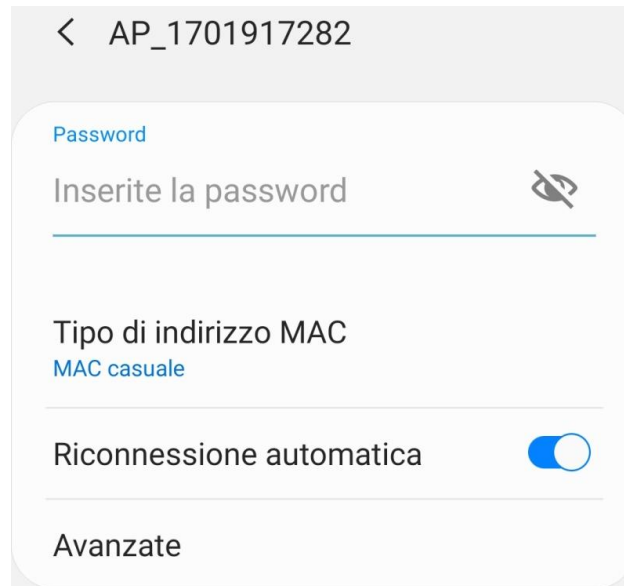 AP_1701917282
Password
Inserite la password
Tipo di indirizzo MAC
MAC casuale
Riconnessione automatica
Avanzate